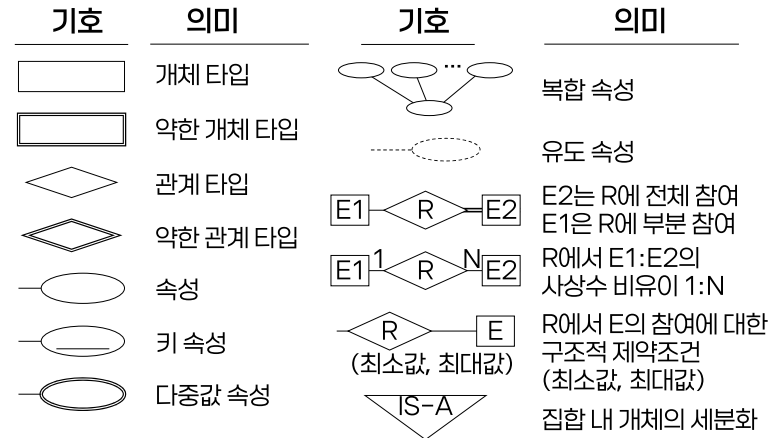 기호 의미
개체 타입
약한 개체 타입
관계 타입
약한 관계 타입
속성
키 속성
다중값 속성
기호 의미
...
복합 속성
유도 속성
E1 R E2
E2는 R에 전체 참여
E1은 R에 부분 참여
E1 1 R N E2
R에서 E1:E2의
사상수 비유이 1:N
R E
(최소값, 최대값)
R에서 E의 참여에 대한
구조적 제약조건
(최소값, 최대값)
IS-A
집합 내 개체의 세분화